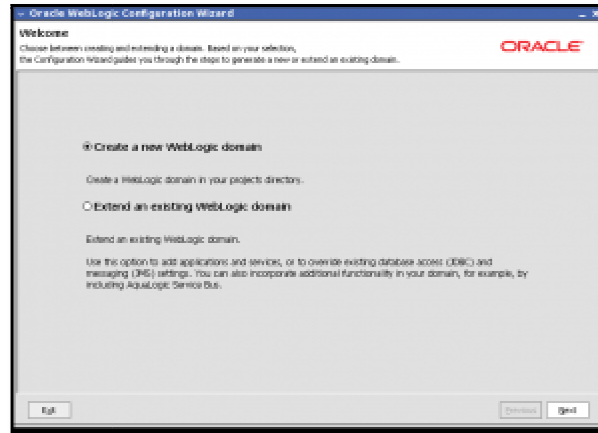 Oracle WebLogic Configuration Wizard
Welcome
Choose between creating and extending a domain. Based on your selection,
the Configuration Wizard guides you through the steps to generate a new or extend an existing domain.
ORACLE
Create a new WebLogic domain
Create a WebLogic domain in your projects directory.
Extend an existing WebLogic domain
Extend an existing WebLogic domain.
Use this option to add applications and services, or to override existing database access (JDBC) and
messaging (JMS) settings. You can also incorporate additional functionality in your domain, for example, by
including AquaLogic Service Bus.
Exit
Previous
Next